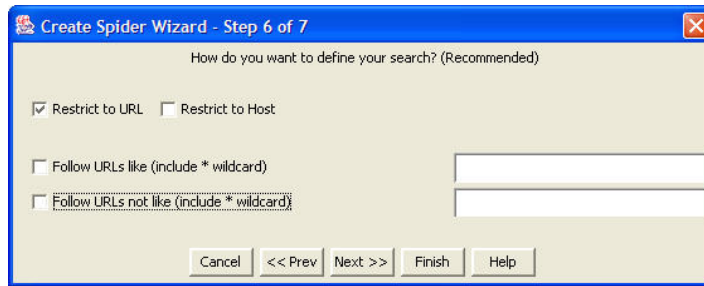 Create Spider Wizard - Step 6 of 7
How do you want to define your search? (Recommended)
Restrict to URL Restrict to Host
Follow URLs like (include * wildcard)
Follow URLs not like (include * wildcard)
Cancel << Prev Next >> Finish Help